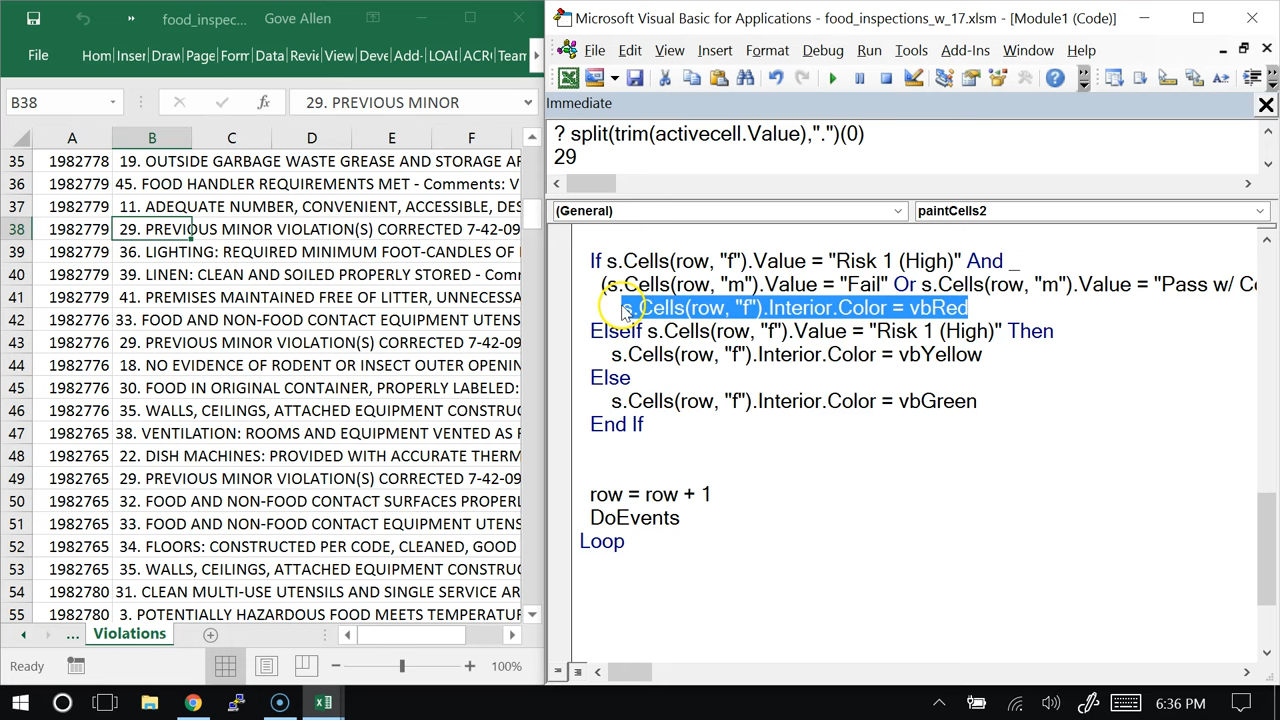 food_inspec...
Gove Allen
File
Hom Inser Draw Page Form Data Revie View Deve Add- LOAI ACRI Team
B38
fx
29. PREVIOUS MINOR
A B C D E F
35 1982778 19. OUTSIDE GARBAGE WASTE GREASE AND STORAGE AR
36 1982779 45. FOOD HANDLER REQUIREMENTS MET - Comments: V
37 1982779 11. ADEQUATE NUMBER, CONVENIENT, ACCESSIBLE, DES
38 1982779 29. PREVIOUS MINOR VIOLATION(S) CORRECTED 7-42-09
39 1982779 36. LIGHTING: REQUIRED MINIMUM FOOT-CANDLES OF L
40 1982779 39. LINEN: CLEAN AND SOILED PROPERLY STORED - Comm
41 1982779 41. PREMISES MAINTAINED FREE OF LITTER, UNNECESSA
42 1982778 33. FOOD AND NON-FOOD CONTACT EQUIPMENT UTENS
43 1982776 29. PREVIOUS MINOR VIOLATION(S) CORRECTED 7-42-09
44 1982776 18. NO EVIDENCE OF RODENT OR INSECT OUTER OPENIN
45 1982776 30. FOOD IN ORIGINAL CONTAINER, PROPERLY LABELED:
46 1982776 35. WALLS, CEILINGS, ATTACHED EQUIPMENT CONSTRUC
47 1982765 38. VENTILATION: ROOMS AND EQUIPMENT VENTED AS R
48 1982765 22. DISH MACHINES: PROVIDED WITH ACCURATE THERM
49 1982765 29. PREVIOUS MINOR VIOLATION(S) CORRECTED 7-42-09
50 1982765 32. FOOD AND NON-FOOD CONTACT SURFACES PROPERL
51 1982765 33. FOOD AND NON-FOOD CONTACT EQUIPMENT UTENS
52 1982765 34. FLOORS: CONSTRUCTED PER CODE, CLEANED, GOOD
53 1982765 35. WALLS, CEILINGS, ATTACHED EQUIPMENT CONSTRUC
54 1982780 31. CLEAN MULTI-USE UTENSILS AND SINGLE SERVICE AR
55 1982780 3. POTENTIALLY HAZARDOUS FOOD MEETS TEMPERATUR
... Violations
Ready
100%
Microsoft Visual Basic for Applications - food_inspections_w_17.xlsm - [Module1 (Code)]
File Edit View Insert Format Debug Run Tools Add-Ins Window Help
Immediate
? split(trim(activecell.Value),".")(0)
29
(General)
paintCells2
If s.Cells(row, "f").Value = "Risk 1 (High)" And _
(s.Cells(row, "m").Value = "Fail" Or s.Cells(row, "m").Value = "Pass w/ Co
s.Cells(row, "f").Interior.Color = vbRed
ElseIf s.Cells(row, "f").Value = "Risk 1 (High)" Then
s.Cells(row, "f").Interior.Color = vbYellow
Else
s.Cells(row, "f").Interior.Color = vbGreen
End If
row = row + 1
DoEvents
Loop
6:36 PM